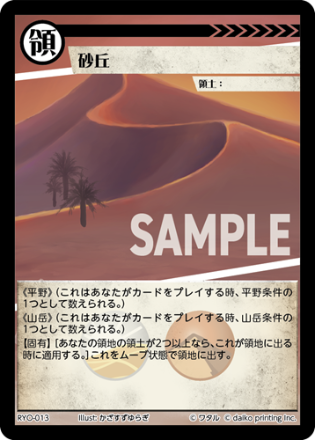 領
砂丘
領土：
SAMPLE
《平野》（これはあなたがカードをプレイする時、平野条件の
1つとして数えられる。）
《山岳》（これはあなたがカードをプレイする時、山岳条件の
1つとして数えられる。）
【固有】［あなたの領地の領土が2つ以上なら、これが領地に出る
時に適用する。］これをムーブ状態で領地に出す。
RYO-013 Illust: かざすずゆらぎ © ワタル © daiko printing Inc.